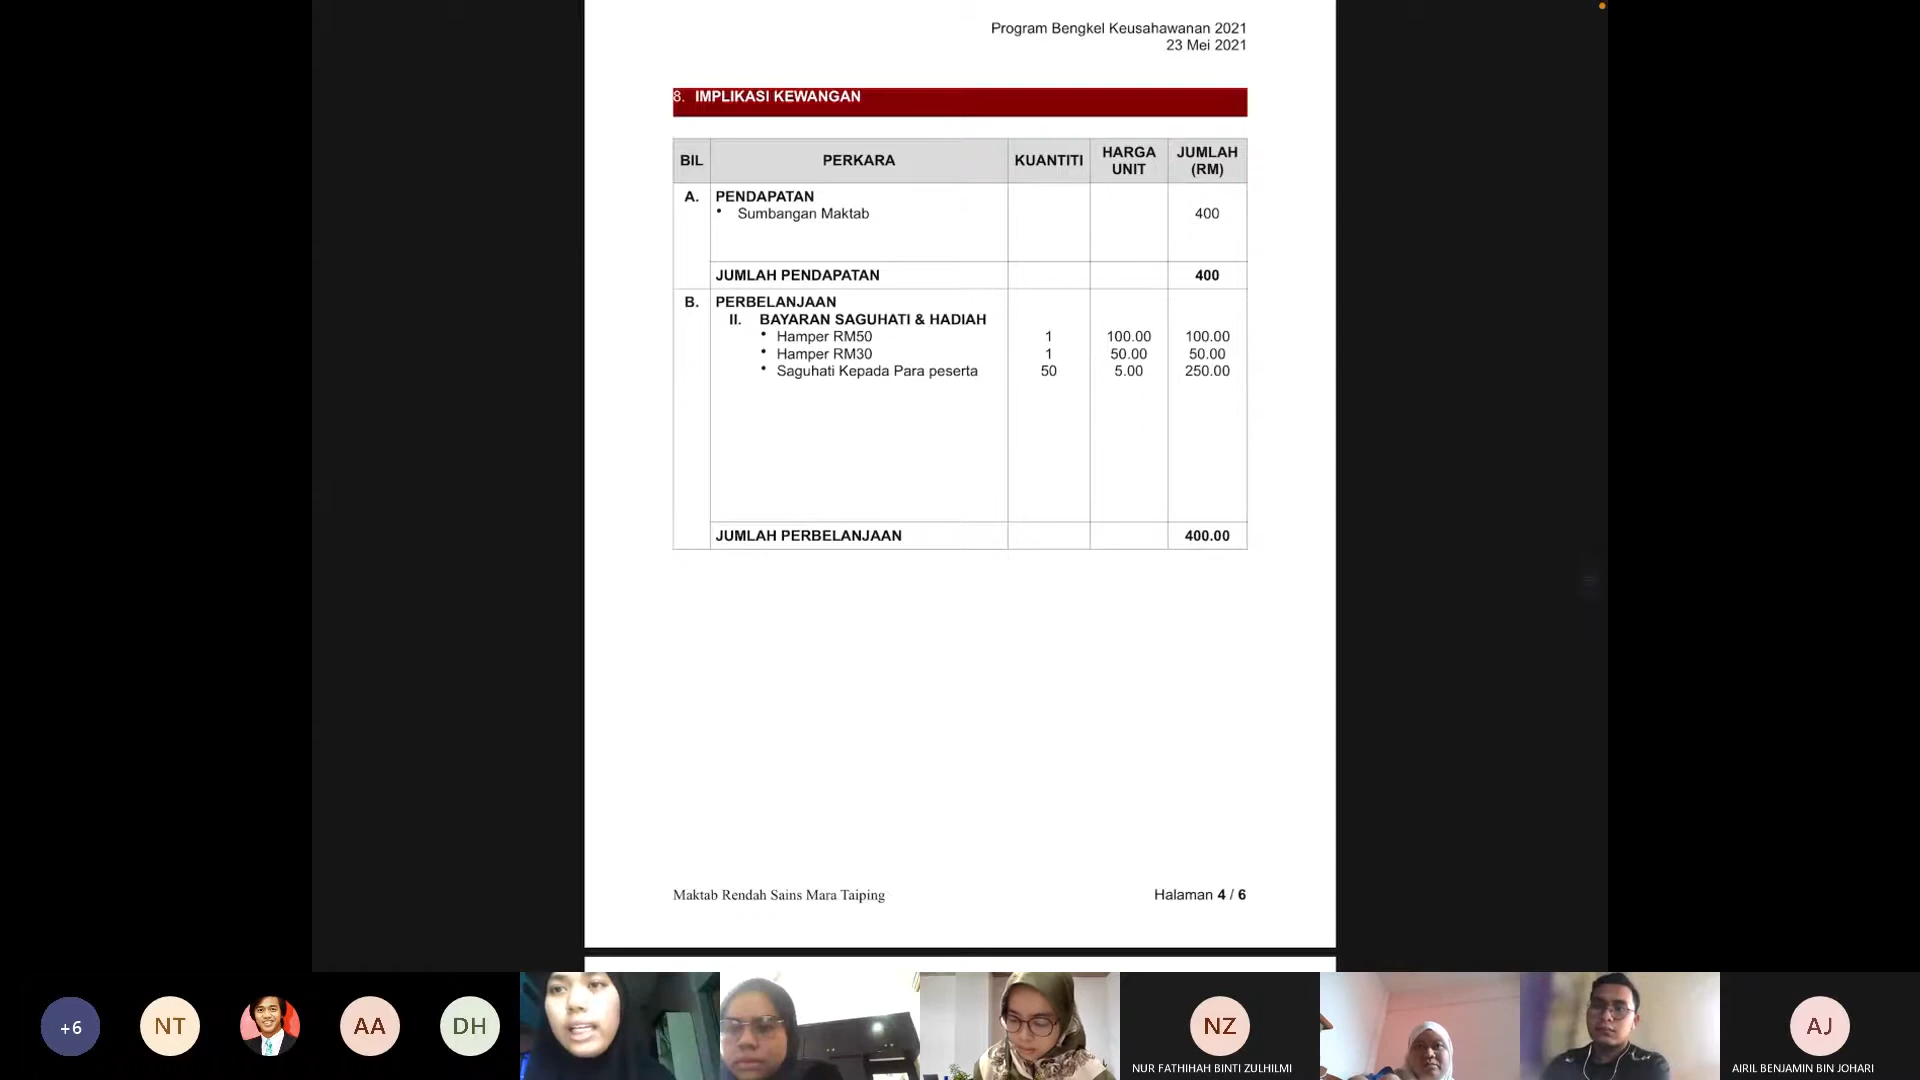 Program Bengkel Keusahawanan 2021
23 Mei 2021
8. IMPLIKASI KEWANGAN
BIL PERKARA KUANTITI HARGA UNIT JUMLAH (RM)
A. PENDAPATAN
• Sumbangan Maktab 400
JUMLAH PENDAPATAN 400
B. PERBELANJAAN
II. BAYARAN SAGUHATI & HADIAH
• Hamper RM50 1 100.00 100.00
• Hamper RM30 1 50.00 50.00
• Saguhati Kepada Para peserta 50 5.00 250.00
JUMLAH PERBELANJAAN 400.00
Maktab Rendah Sains Mara Taiping Halaman 4 / 6
+6 NT AA DH NZ AJ
NUR FATHIHAH BINTI ZULHILMI AIRIL BENJAMIN BIN JOHARI